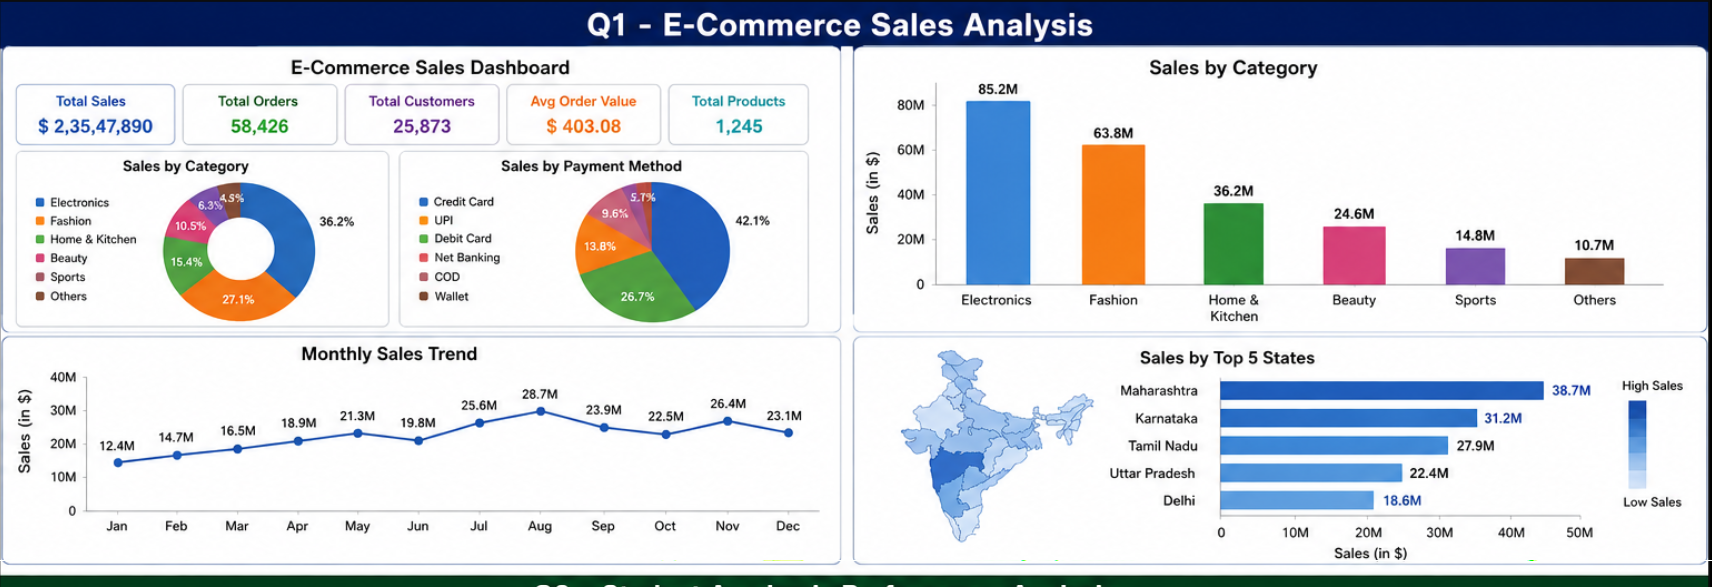 Q1 - E-Commerce Sales Analysis
E-Commerce Sales Dashboard
Total Sales
$ 2,35,47,890
Total Orders
58,426
Total Customers
25,873
Avg Order Value
$ 403.08
Total Products
1,245
Sales by Category
Electronics
Fashion
Home & Kitchen
Beauty
Sports
Others
36.2%
27.1%
15.4%
10.5%
6.3%
4.5%
Sales by Payment Method
Credit Card
UPI
Debit Card
Net Banking
COD
Wallet
42.1%
26.7%
13.8%
9.6%
5.7%
Sales by Category
Sales (in $)
80M
60M
40M
20M
0
85.2M
63.8M
36.2M
24.6M
14.8M
10.7M
Electronics
Fashion
Home &
Kitchen
Beauty
Sports
Others
Monthly Sales Trend
Sales (in $)
40M
30M
20M
10M
0
12.4M
14.7M
16.5M
18.9M
21.3M
19.8M
25.6M
28.7M
23.9M
22.5M
26.4M
23.1M
Jan
Feb
Mar
Apr
May
Jun
Jul
Aug
Sep
Oct
Nov
Dec
Sales by Top 5 States
Maharashtra
38.7M
Karnataka
31.2M
Tamil Nadu
27.9M
Uttar Pradesh
22.4M
Delhi
18.6M
0
10M
20M
30M
40M
50M
Sales (in $)
High Sales
Low Sales